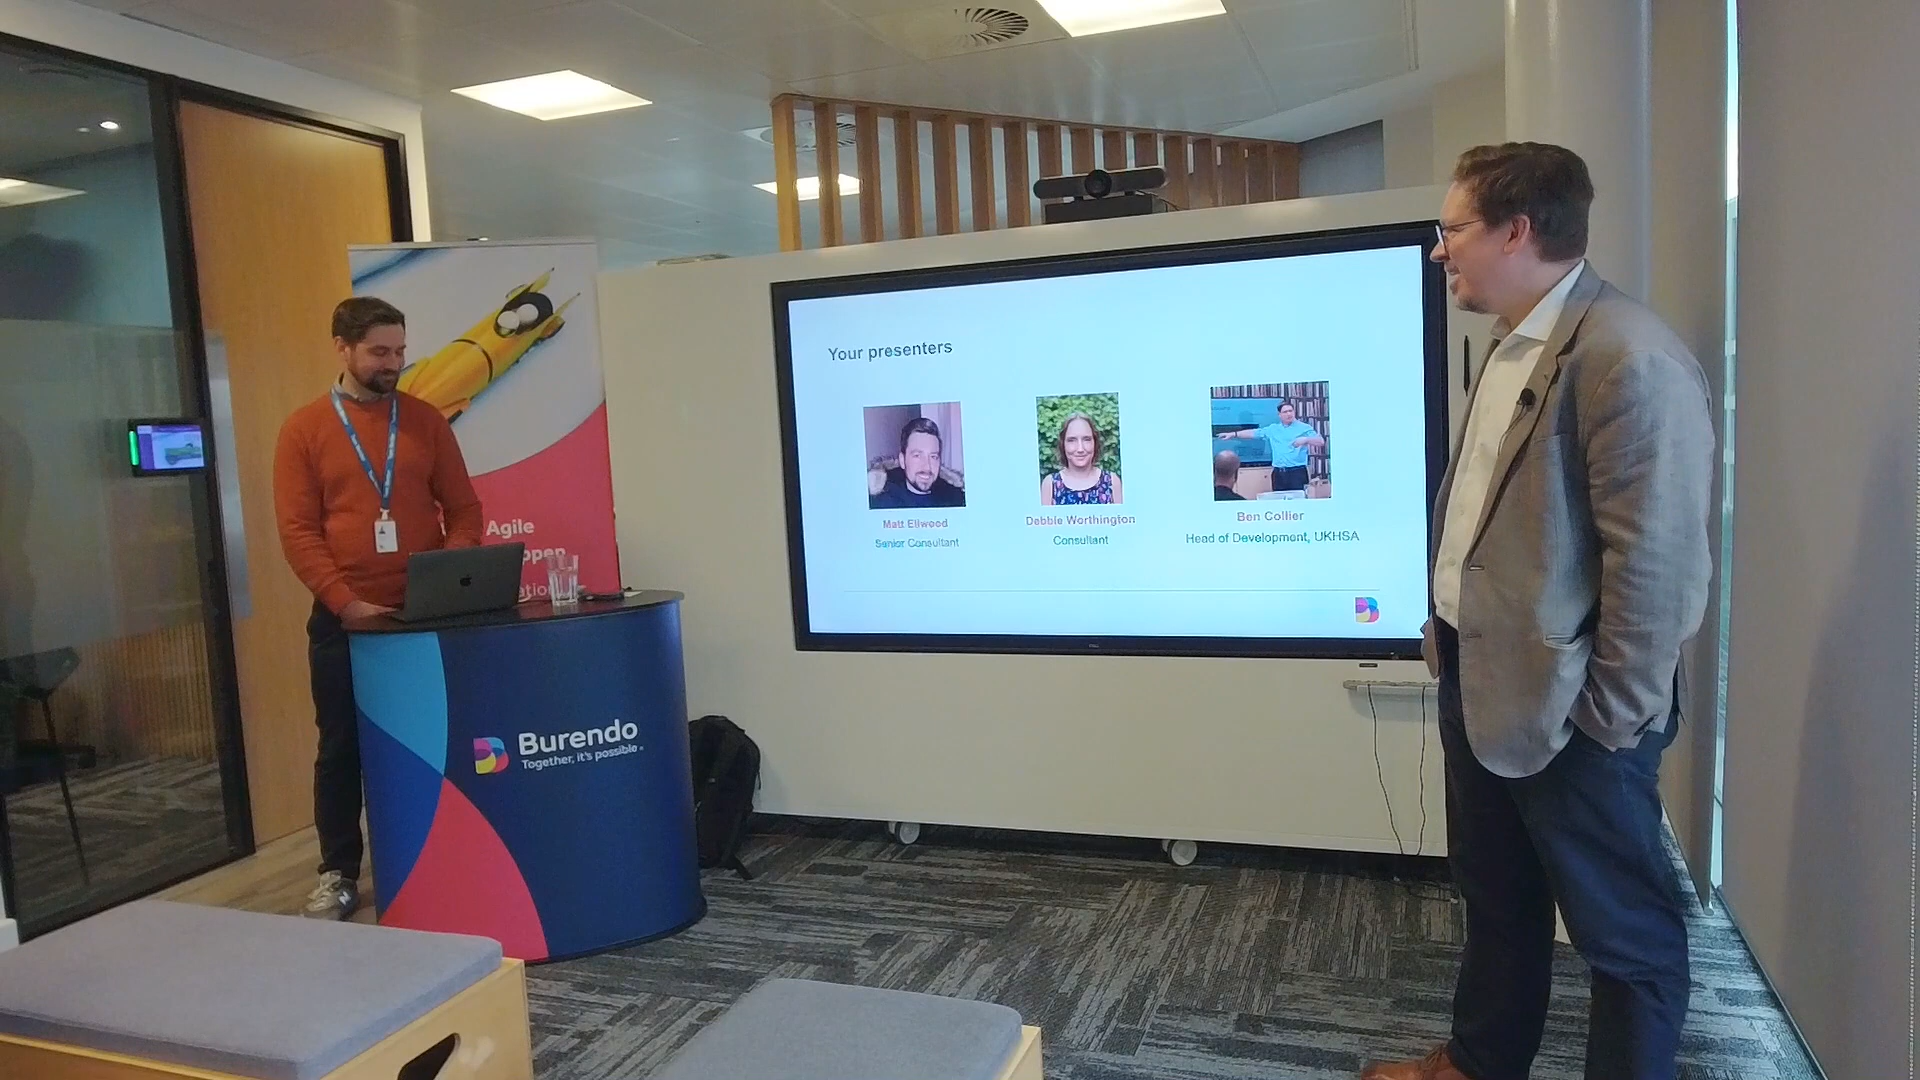 Your presenters
Matt Ellwood
Senior Consultant
Debbie Worthington
Consultant
Ben Collier
Head of Development, UKHSA
Agile
Burendo
Together, it's possible
DELL